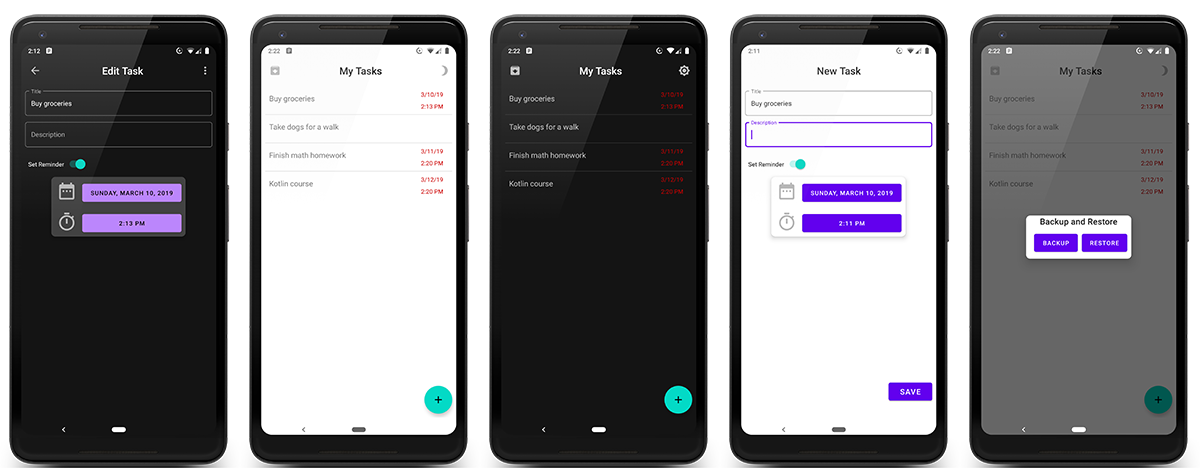 2:12
Edit Task
Title
Buy groceries
Description
Set Reminder
SUNDAY, MARCH 10, 2019
2:13 PM
2:22
My Tasks
Buy groceries
3/10/19
2:13 PM
Take dogs for a walk
Finish math homework
3/11/19
2:20 PM
Kotlin course
3/12/19
2:20 PM
+
2:22
My Tasks
Buy groceries
3/10/19
2:13 PM
Take dogs for a walk
Finish math homework
3/11/19
2:20 PM
Kotlin course
3/12/19
2:20 PM
+
2:11
New Task
Title
Buy groceries
Description
Set Reminder
SUNDAY, MARCH 10, 2019
2:11 PM
SAVE
2:22
My Tasks
Buy groceries
3/10/19
2:13 PM
Take dogs for a walk
Finish math homework
3/11/19
2:20 PM
Kotlin course
3/12/19
2:20 PM
Backup and Restore
BACKUP
RESTORE
+